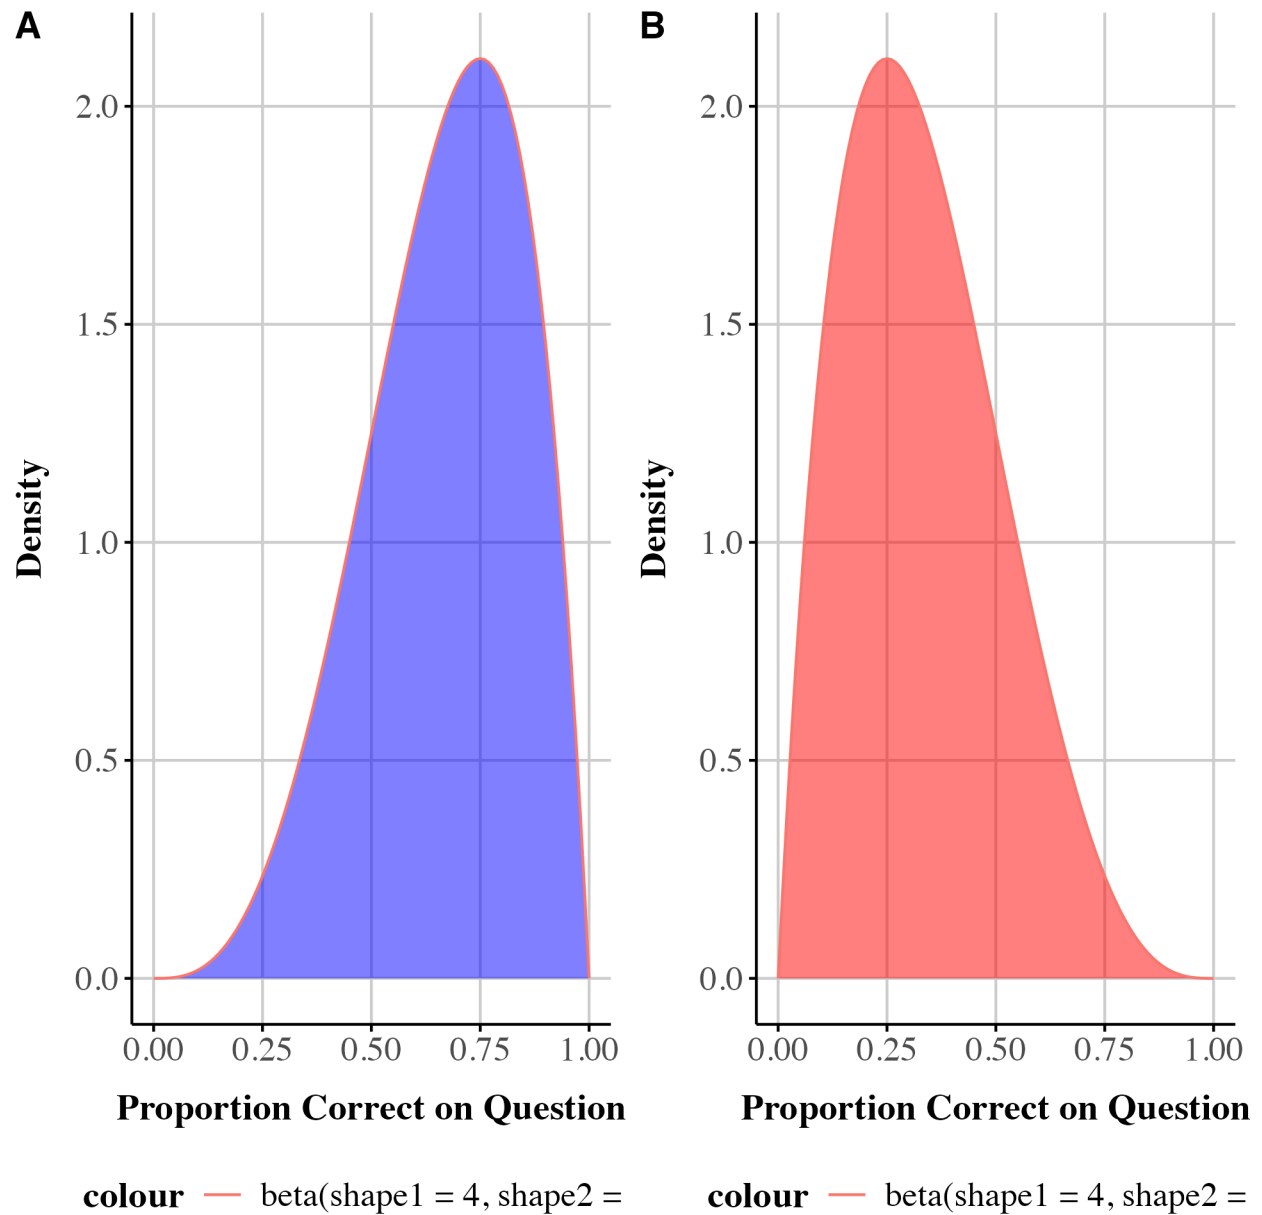 A
B
Density
2.0
1.5
1.0
0.5
0.0
0.00 0.25 0.50 0.75 1.00
Proportion Correct on Question
colour beta(shape1 = 4, shape2 =
Density
2.0
1.5
1.0
0.5
0.0
0.00 0.25 0.50 0.75 1.00
Proportion Correct on Question
colour beta(shape1 = 4, shape2 =